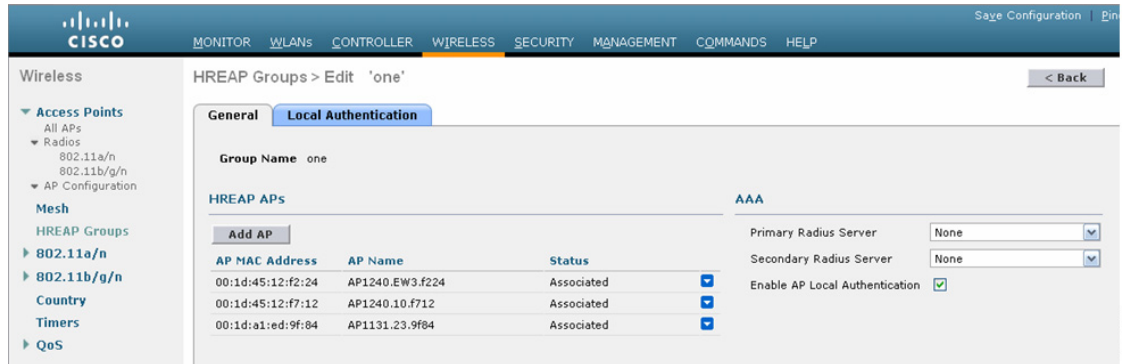 Save Configuration | Pin
CISCO
MONITOR WLANs CONTROLLER WIRELESS SECURITY MANAGEMENT COMMANDS HELP
Wireless
Access Points
All APs
Radios
802.11a/n
802.11b/g/n
AP Configuration
Mesh
HREAP Groups
802.11a/n
802.11b/g/n
Country
Timers
QoS
HREAP Groups > Edit 'one'
< Back
General Local Authentication
Group Name one
HREAP APs
Add AP
AP MAC Address AP Name Status
00:1d:45:12:f2:24 AP1240.EW3.f224 Associated
00:1d:45:12:f7:12 AP1240.10.f712 Associated
00:1d:a1:ed:9f:84 AP1131.23.9f84 Associated
AAA
Primary Radius Server None
Secondary Radius Server None
Enable AP Local Authentication